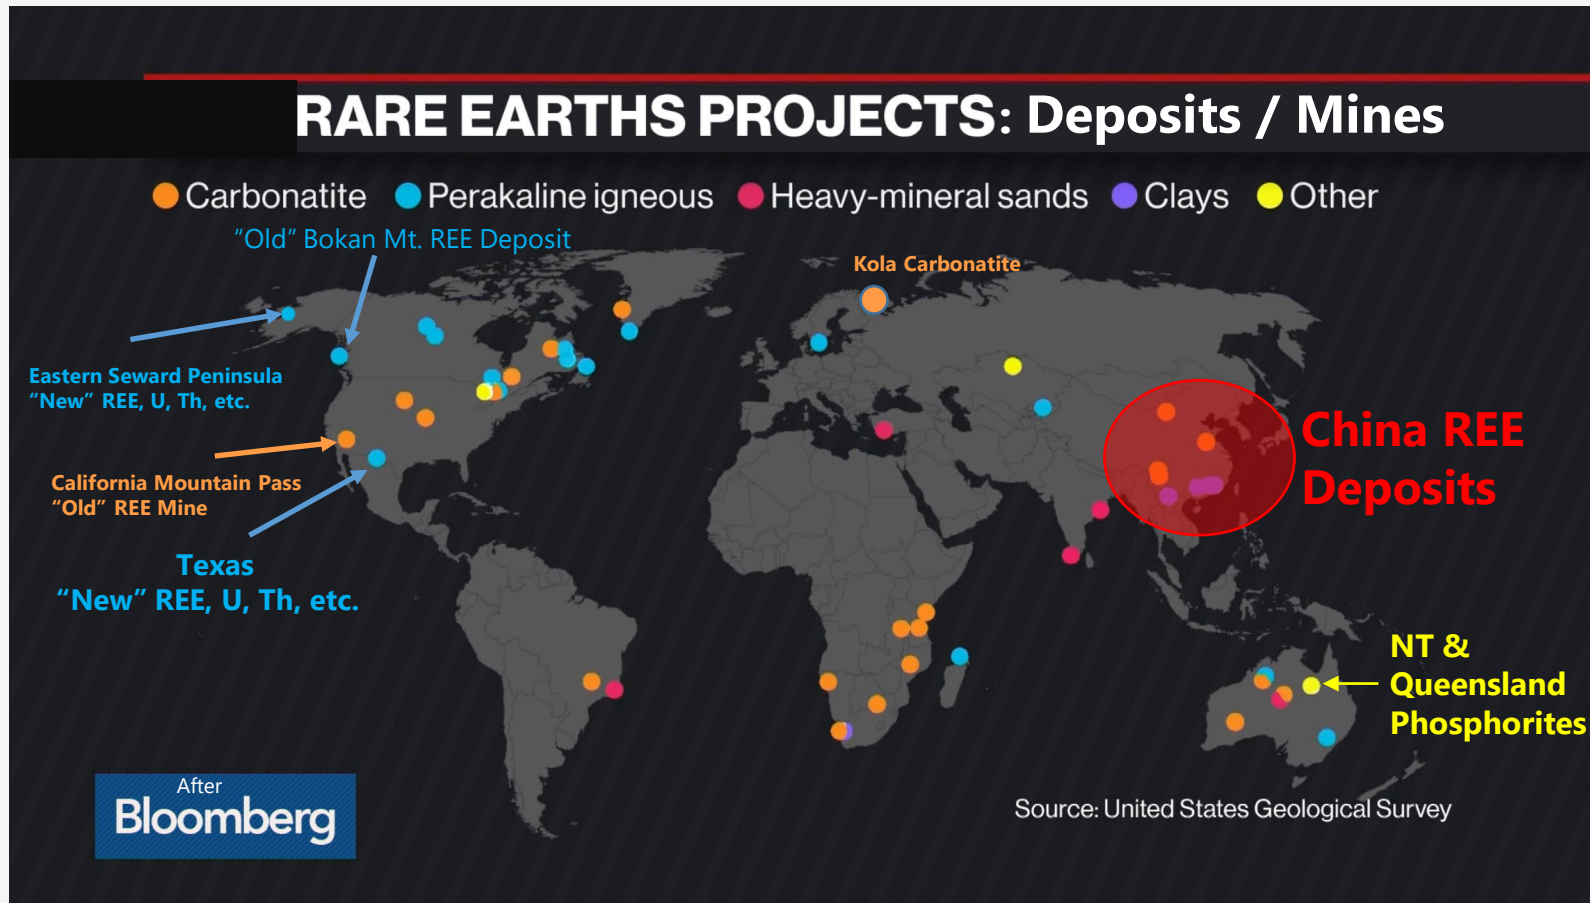 RARE EARTHS PROJECTS: Deposits / Mines
Carbonatite
Perakaline igneous
Heavy-mineral sands
Clays
Other
“Old” Bokan Mt. REE Deposit
Kola Carbonatite
Eastern Seward Peninsula
“New” REE, U, Th, etc.
China REE
Deposits
California Mountain Pass
“Old” REE Mine
Texas
“New” REE, U, Th, etc.
NT &
Queensland
Phosphorites
After
Bloomberg
Source: United States Geological Survey